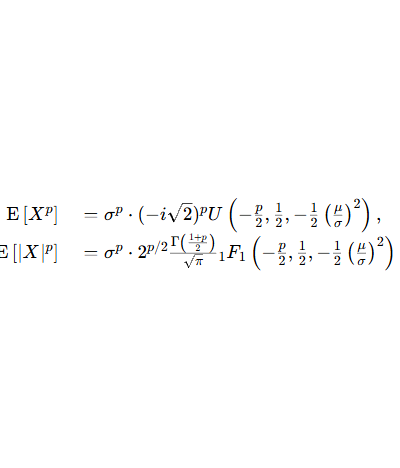 E [X^p] = σ^p · (−i√2)^p U (−p/2, 1/2, −1/2 (μ/σ)^2) ,
E [|X|^p] = σ^p · 2^{p/2} Γ((1+p)/2)/√π ₁F₁ (−p/2, 1/2, −1/2 (μ/σ)^2)